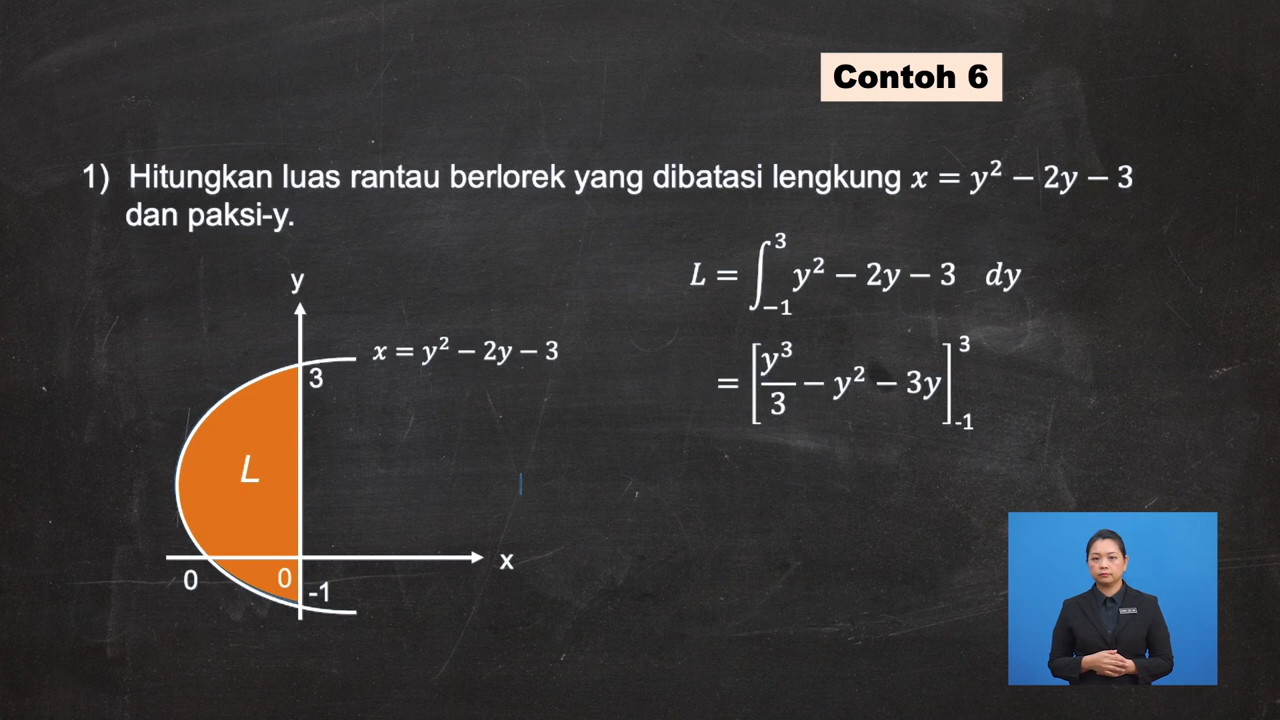 Contoh 6
1) Hitungkan luas rantau berlorek yang dibatasi lengkung x = y² − 2y − 3
dan paksi-y.
L = ∫₋₁³ y² − 2y − 3 dy
= [y³/3 − y² − 3y]₋₁³
y
x = y² − 2y − 3
3
L
x
0
0
-1